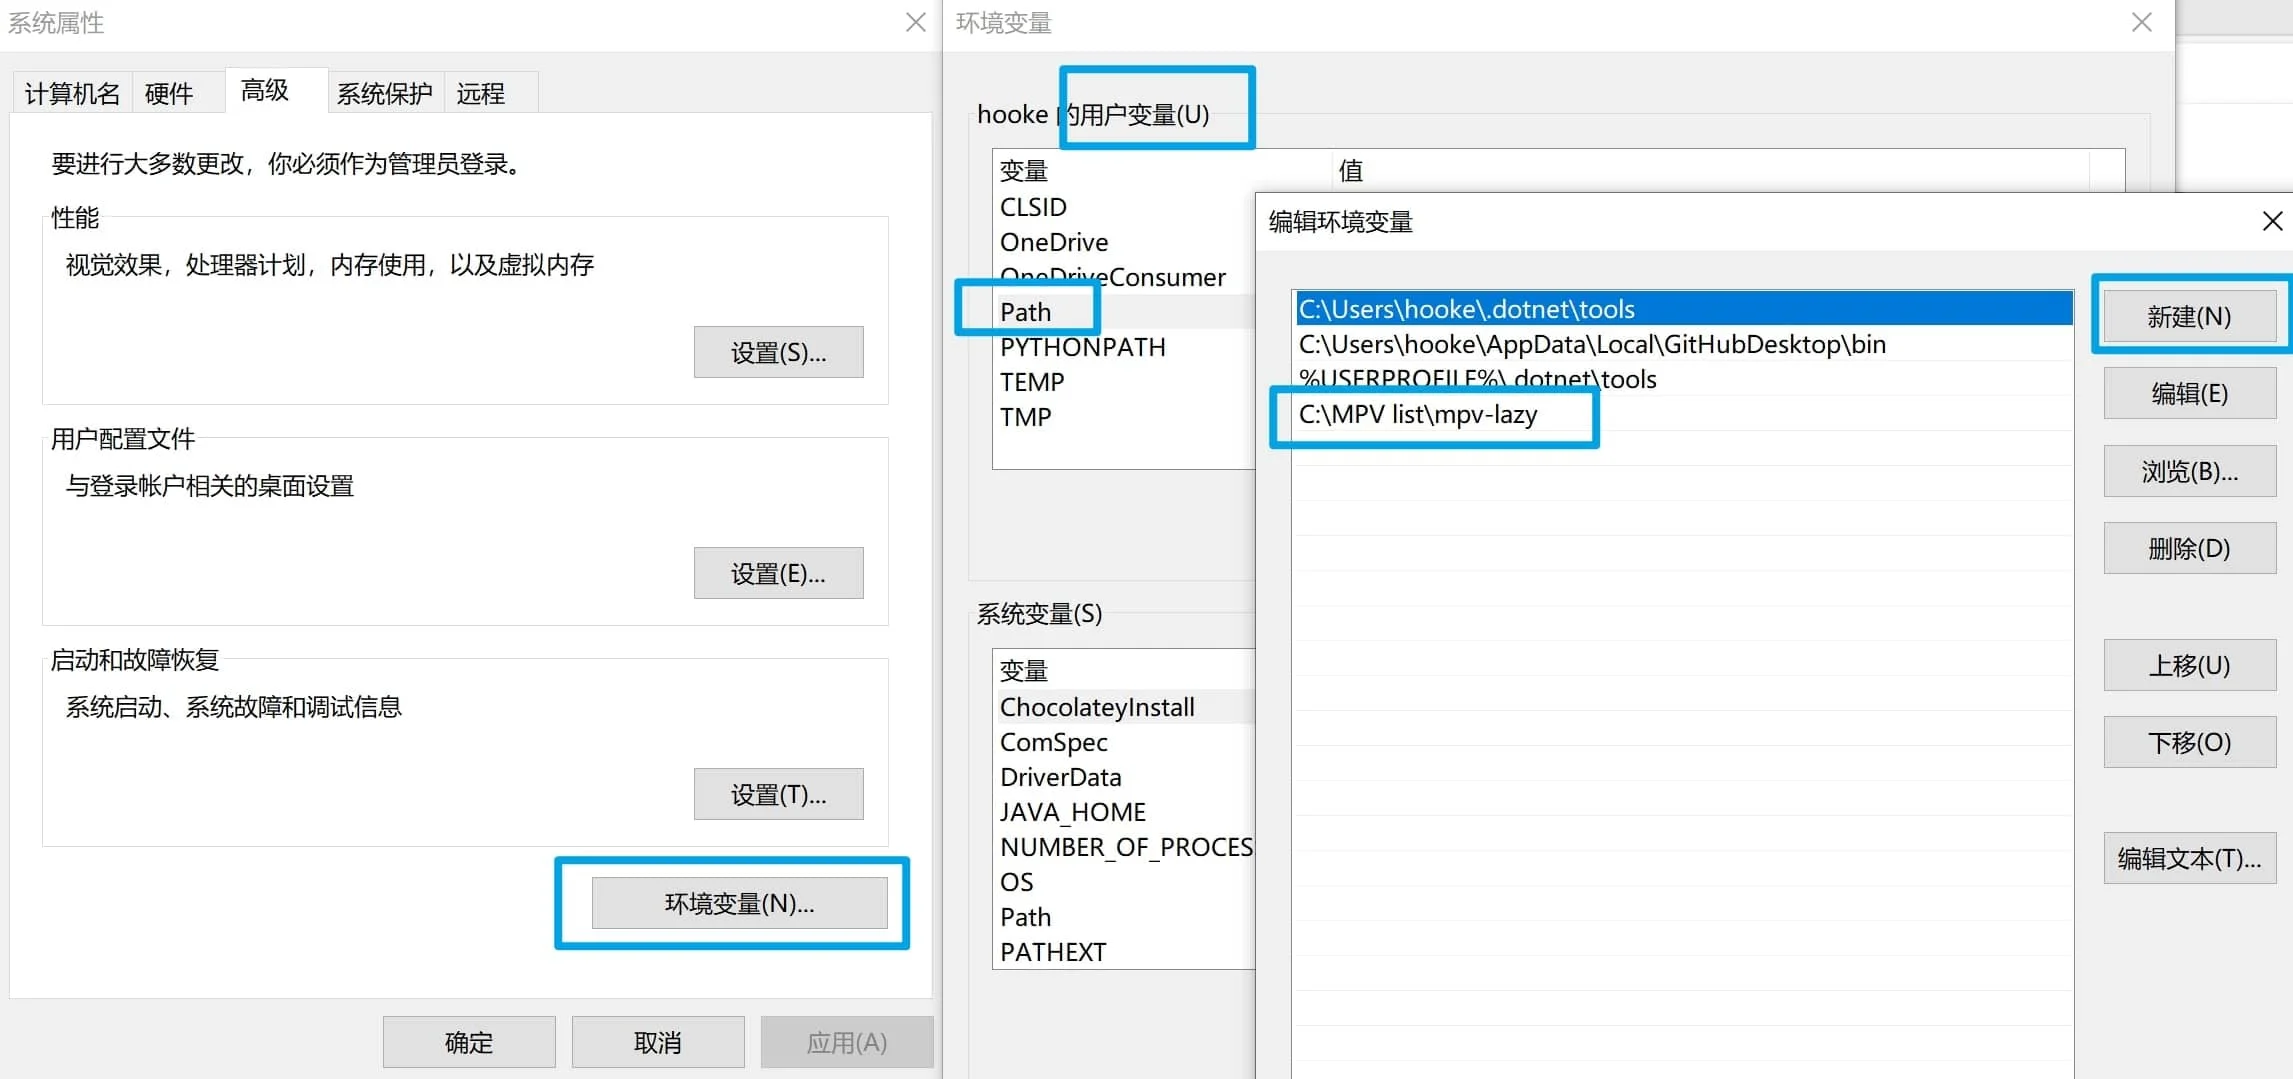 系统属性
计算机名
硬件
高级
系统保护
远程
要进行大多数更改，你必须作为管理员登录。
性能
视觉效果，处理器计划，内存使用，以及虚拟内存
设置(S)...
用户配置文件
与登录帐户相关的桌面设置
设置(E)...
启动和故障恢复
系统启动、系统故障和调试信息
设置(T)...
环境变量(N)...
确定
取消
应用(A)
环境变量
hooke 的用户变量(U)
变量
值
CLSID
OneDrive
OneDriveConsumer
Path
PYTHONPATH
TEMP
TMP
系统变量(S)
变量
ChocolateyInstall
ComSpec
DriverData
JAVA_HOME
NUMBER_OF_PROCES
OS
Path
PATHEXT
编辑环境变量
C:\Users\hooke\.dotnet\tools
C:\Users\hooke\AppData\Local\GitHubDesktop\bin
%USERPROFILE%\.dotnet\tools
C:\MPV list\mpv-lazy
新建(N)
编辑(E)
浏览(B)...
删除(D)
上移(U)
下移(O)
编辑文本(T)...